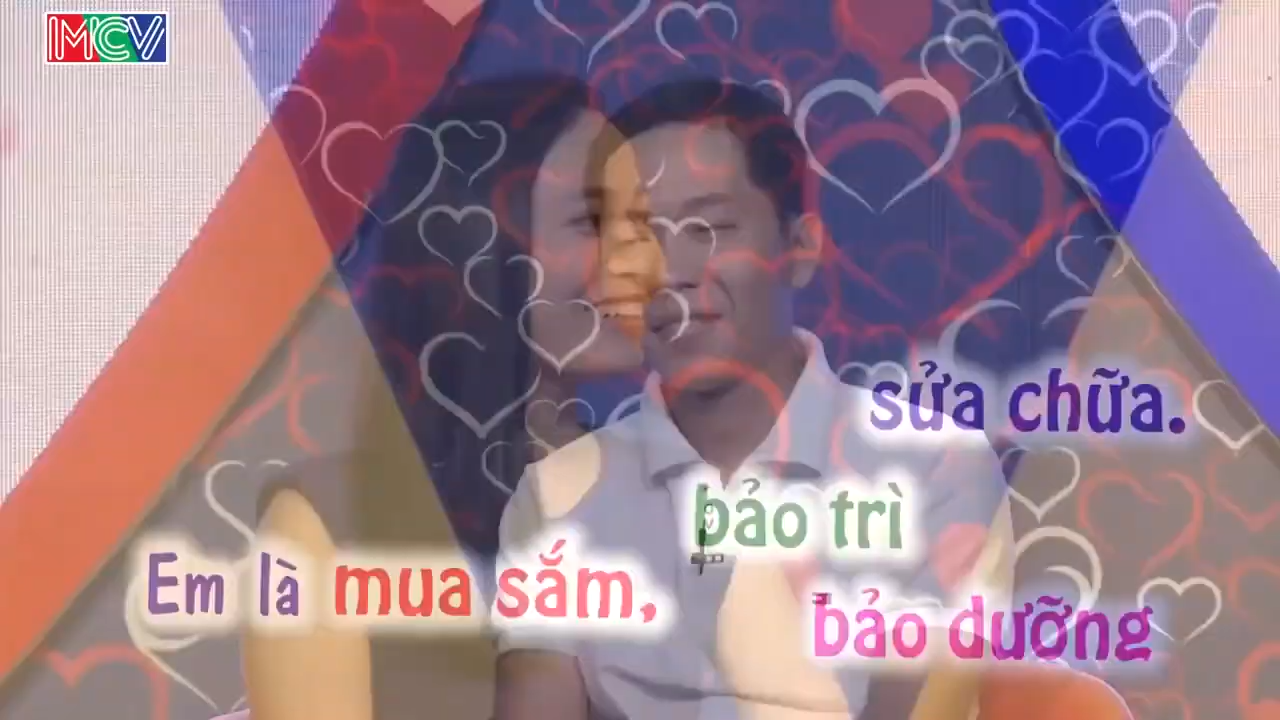 MCV
sửa chữa.
bảo trì
Em là mua sắm,
bảo dưỡng